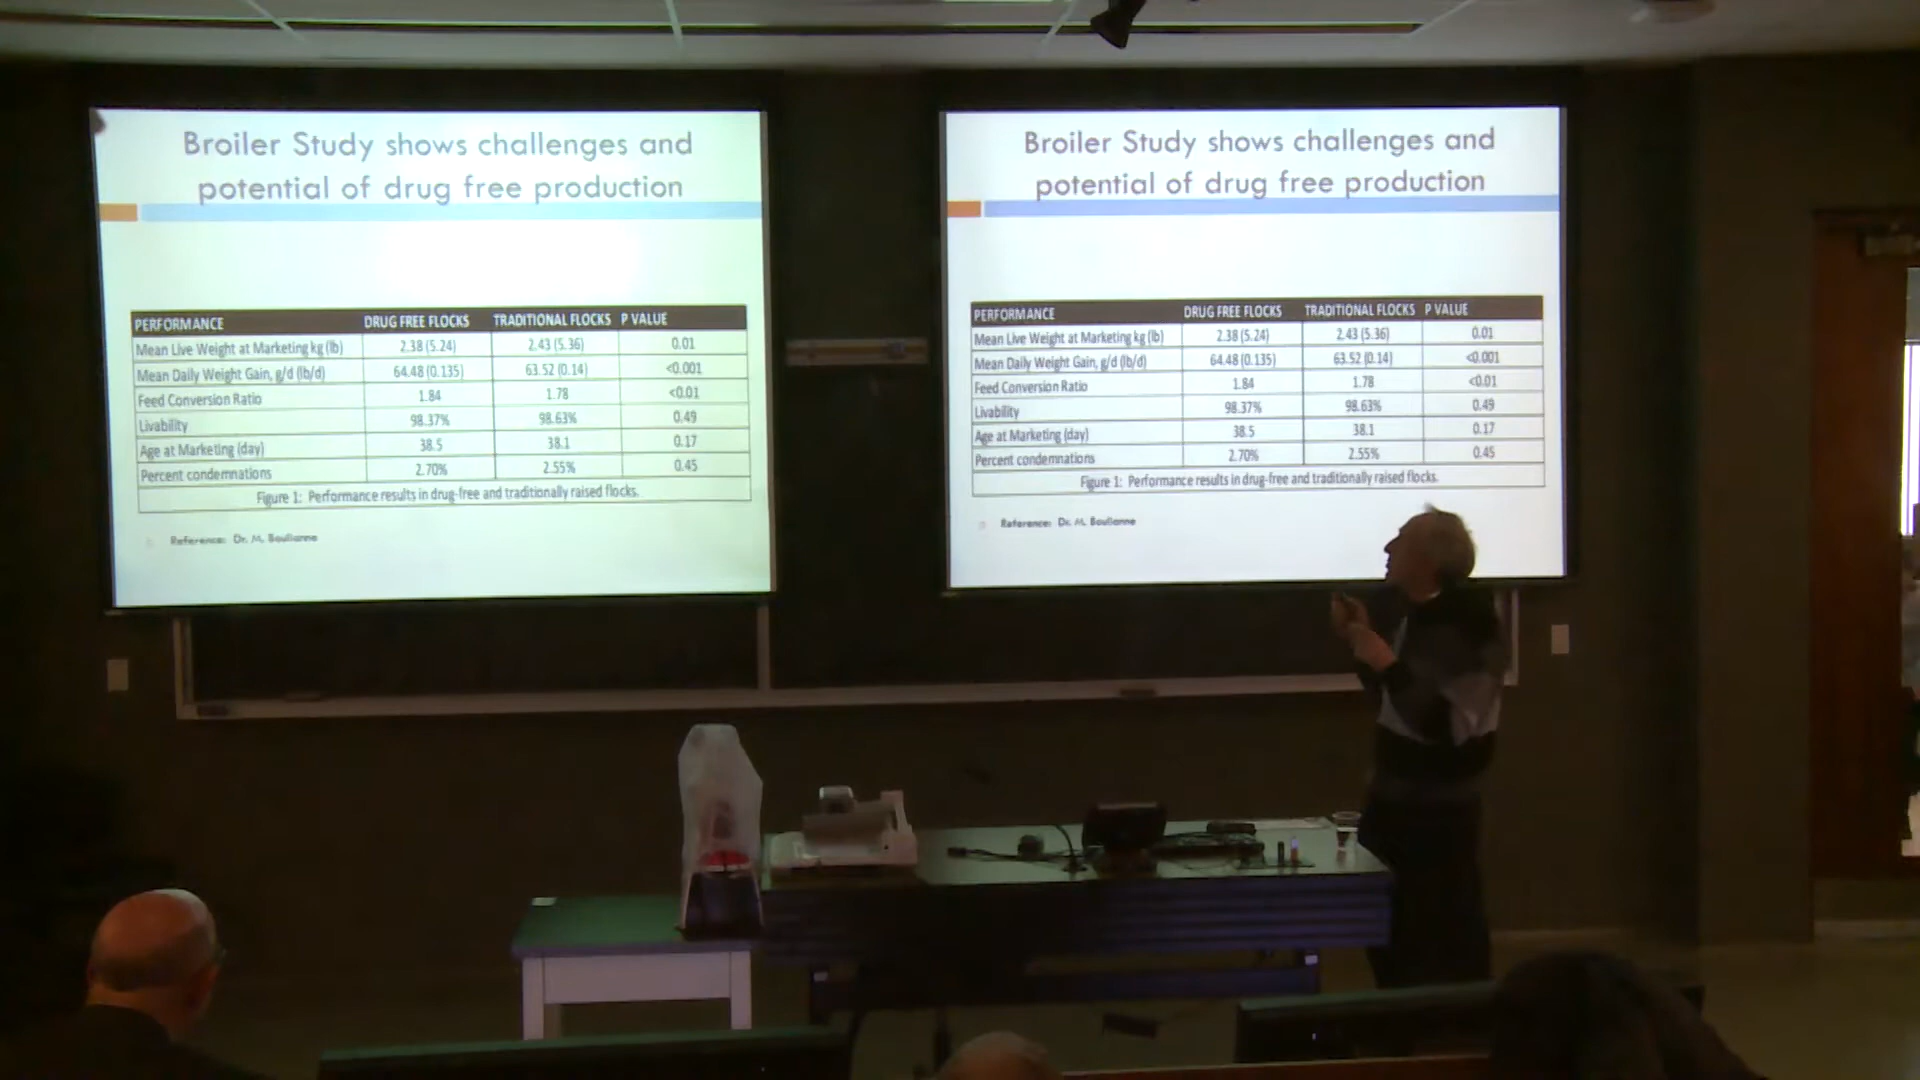 Broiler Study shows challenges and
potential of drug free production
PERFORMANCE DRUG FREE FLOCKS TRADITIONAL FLOCKS P VALUE
Mean Live Weight at Marketing kg (lb) 2.38 (5.24) 2.43 (5.36) 0.01
Mean Daily Weight Gain, g/d (lb/d) 64.48 (0.135) 63.52 (0.14) <0.001
Feed Conversion Ratio 1.84 1.78 <0.01
Livability 98.37% 98.63% 0.49
Age at Marketing (day) 38.5 38.1 0.17
Percent condemnations 2.70% 2.55% 0.45
Figure 1: Performance results in drug-free and traditionally raised flocks.
Reference: Dr. M. Boulianne
Broiler Study shows challenges and
potential of drug free production
PERFORMANCE DRUG FREE FLOCKS TRADITIONAL FLOCKS P VALUE
Mean Live Weight at Marketing kg (lb) 2.38 (5.24) 2.43 (5.36) 0.01
Mean Daily Weight Gain, g/d (lb/d) 64.48 (0.135) 63.52 (0.14) <0.001
Feed Conversion Ratio 1.84 1.78 <0.01
Livability 98.37% 98.63% 0.49
Age at Marketing (day) 38.5 38.1 0.17
Percent condemnations 2.70% 2.55% 0.45
Figure 1: Performance results in drug-free and traditionally raised flocks.
Reference: Dr. M. Boulianne